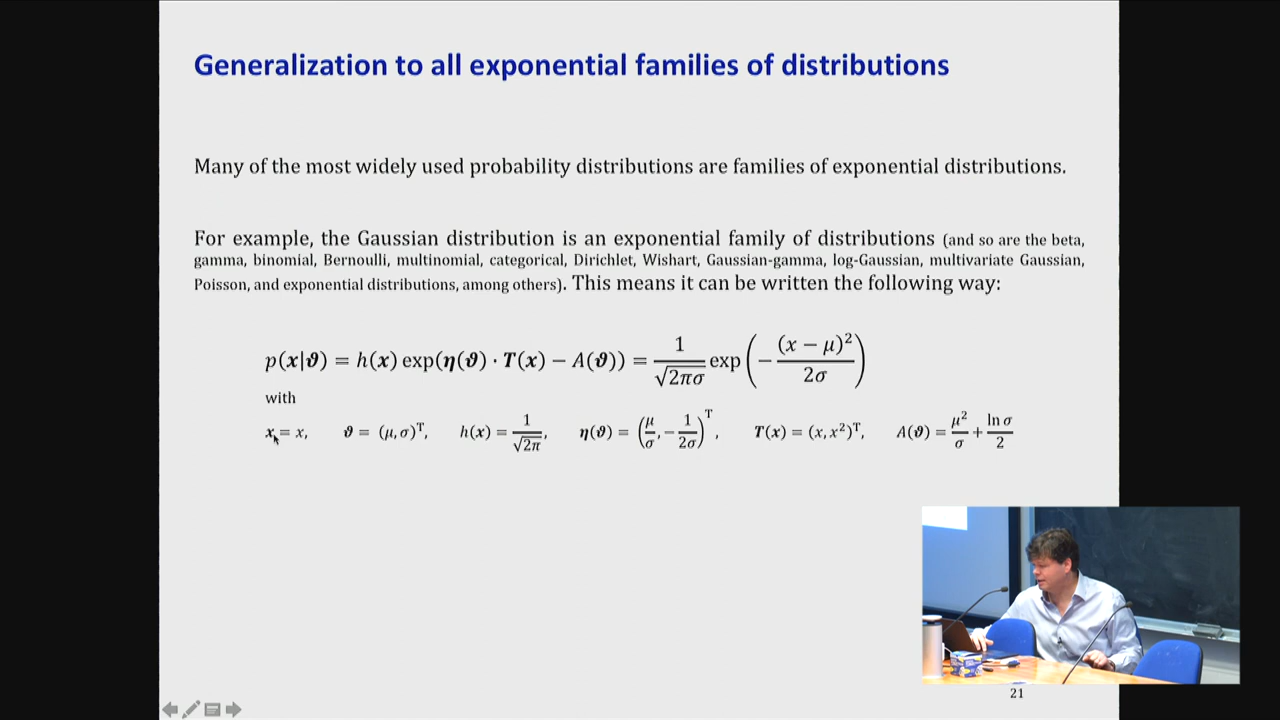 Generalization to all exponential families of distributions
Many of the most widely used probability distributions are families of exponential distributions.
For example, the Gaussian distribution is an exponential family of distributions (and so are the beta,
gamma, binomial, Bernoulli, multinomial, categorical, Dirichlet, Wishart, Gaussian-gamma, log-Gaussian, multivariate Gaussian,
Poisson, and exponential distributions, among others). This means it can be written the following way:
p(x|ϑ) = h(x) exp(η(ϑ) · T(x) − A(ϑ)) = 1/√2πσ exp(−(x − μ)²/2σ)
with
x = x, ϑ = (μ, σ)ᵀ, h(x) = 1/√2π, η(ϑ) = (μ/σ, −1/2σ)ᵀ, T(x) = (x, x²)ᵀ, A(ϑ) = μ²/σ + ln σ/2
21